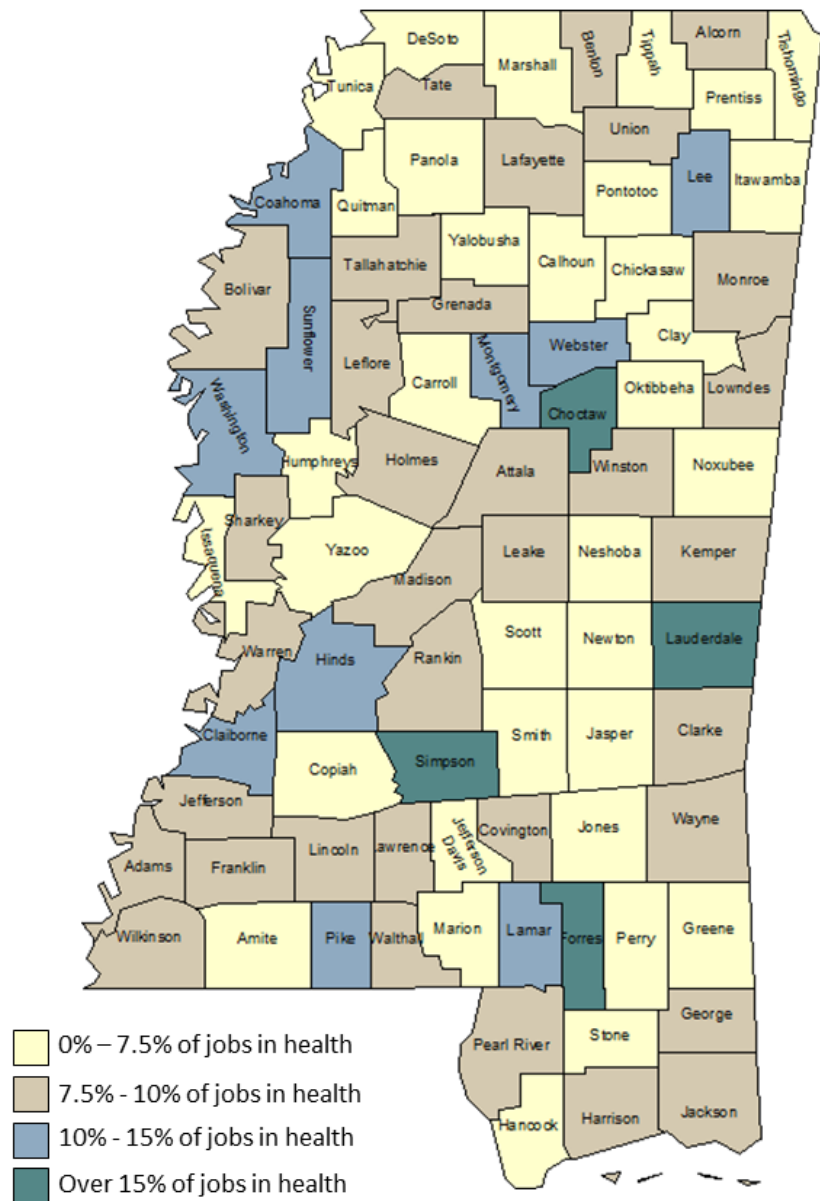 DeSoto
Marshall
Benton
Tippah
Alcorn
Tishomingo
Tunica
Tate
Prentiss
Union
Panola
Lafayette
Pontotoc
Lee
Itawamba
Coahoma
Quitman
Yalobusha
Calhoun
Chickasaw
Monroe
Bolivar
Tallahatchie
Grenada
Sunflower
Leflore
Montgomery
Webster
Clay
Carroll
Oktibbeha
Lowndes
Washington
Choctaw
Humphreys
Holmes
Attala
Winston
Noxubee
Sharkey
Issaquena
Yazoo
Leake
Neshoba
Kemper
Madison
Warren
Hinds
Rankin
Scott
Newton
Lauderdale
Claiborne
Copiah
Simpson
Smith
Jasper
Clarke
Jefferson
Lincoln
Lawrence
Jefferson
Davis
Covington
Jones
Wayne
Adams
Franklin
Wilkinson
Amite
Pike
Walthall
Marion
Lamar
Forres
Perry
Greene
Pearl River
Stone
George
Hancock
Harrison
Jackson
0% – 7.5% of jobs in health
7.5% - 10% of jobs in health
10% - 15% of jobs in health
Over 15% of jobs in health